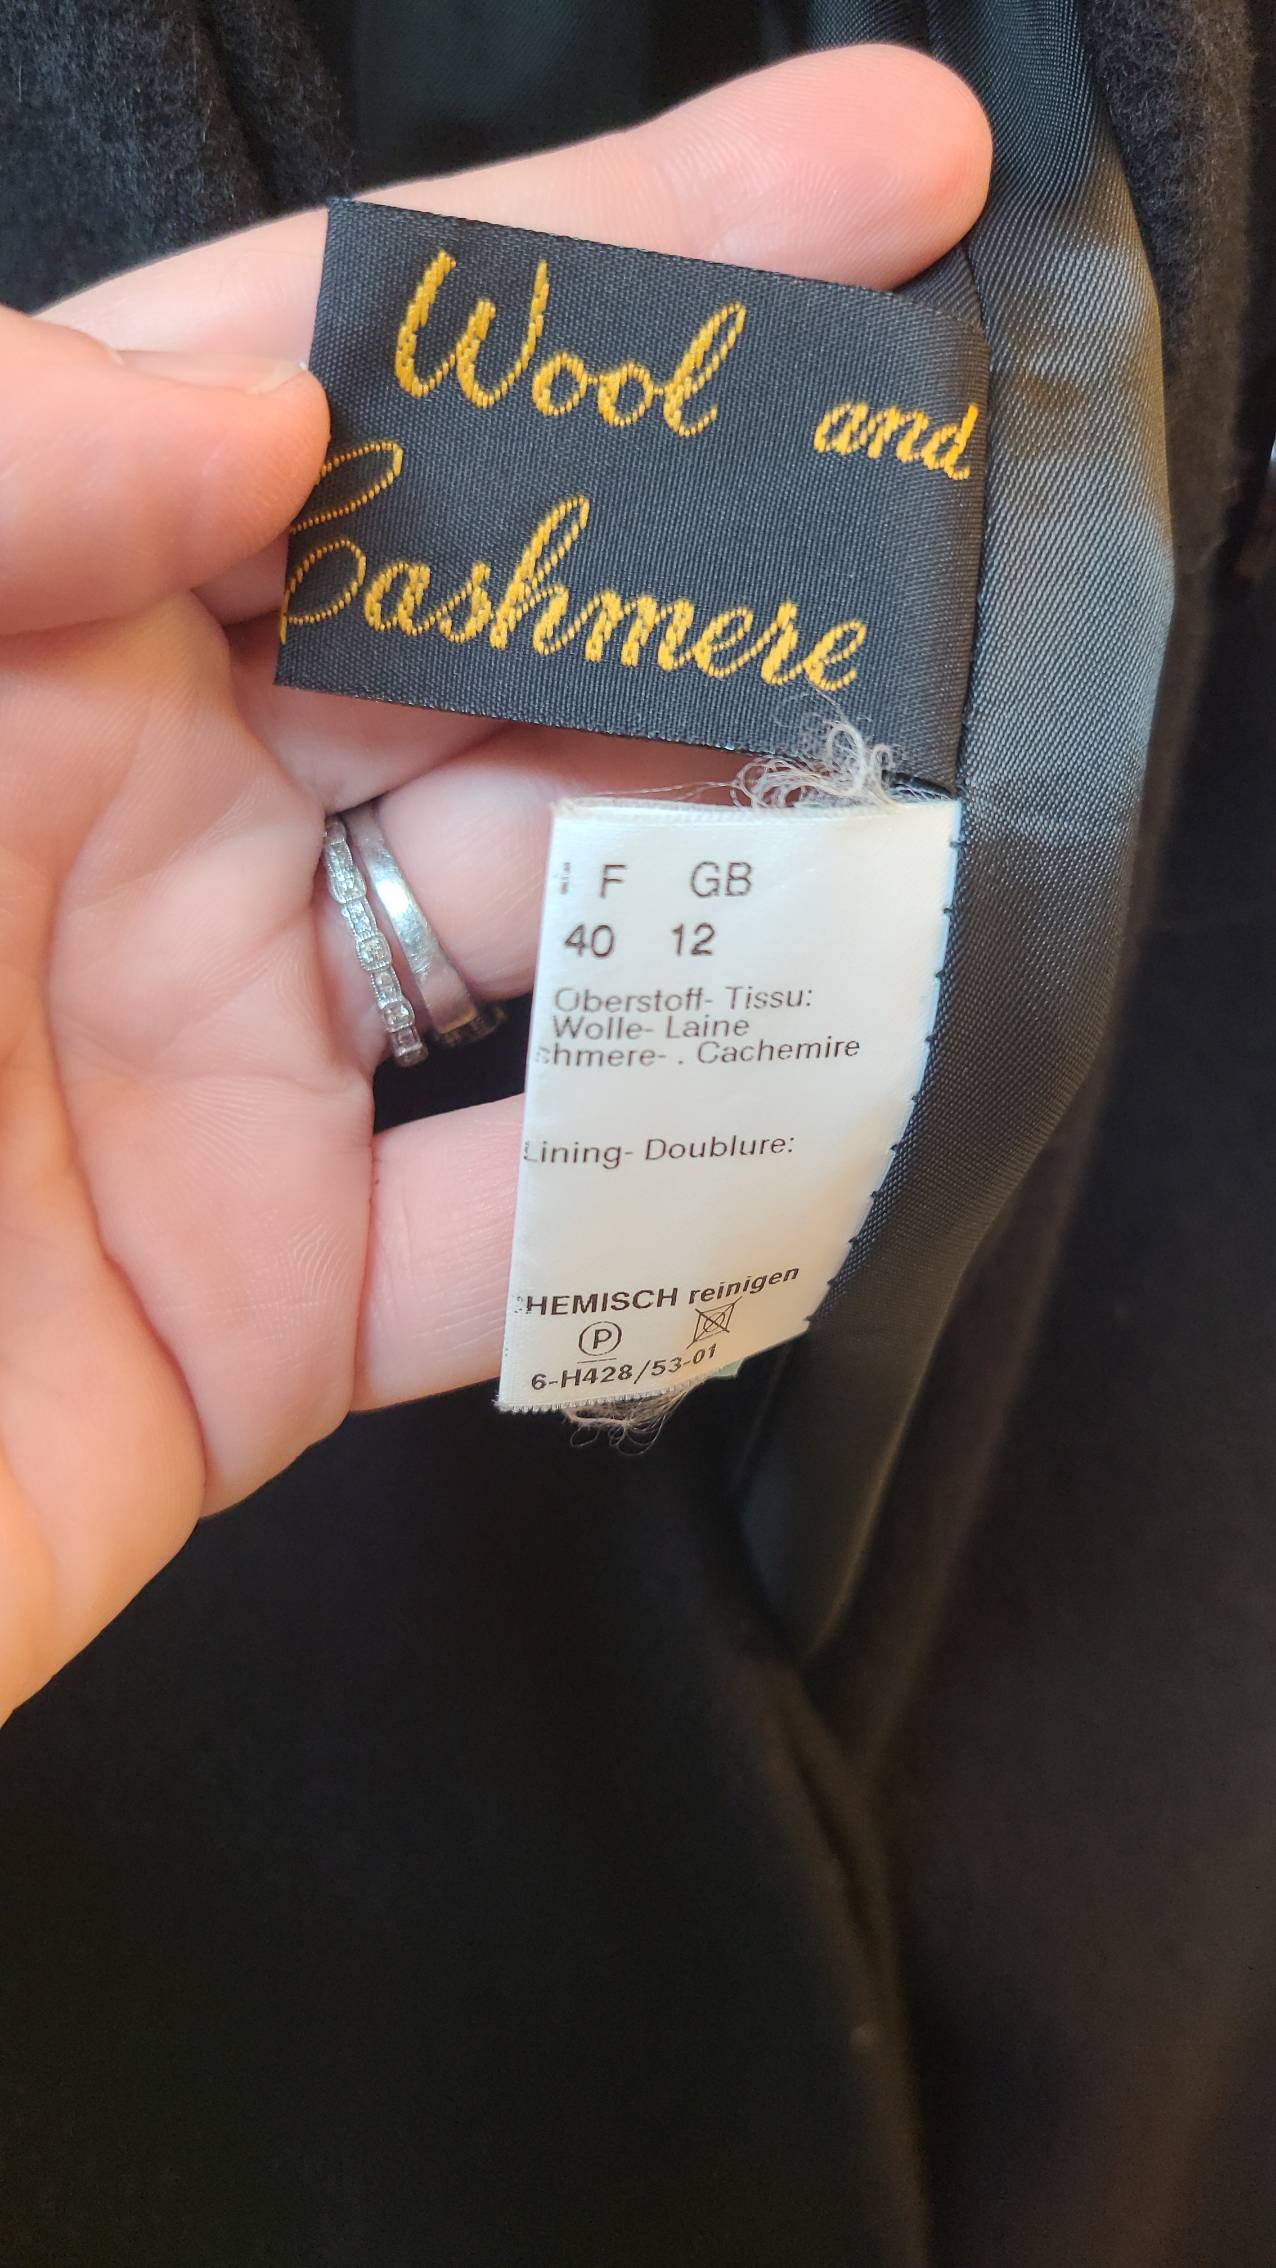 Wool and
Cashmere
F GB
40 12
Oberstoff- Tissu:
Wolle- Laine
shmere- . Cachemire
Lining- Doublure:
HEMISCH reinigen
P
6-H428/53-01